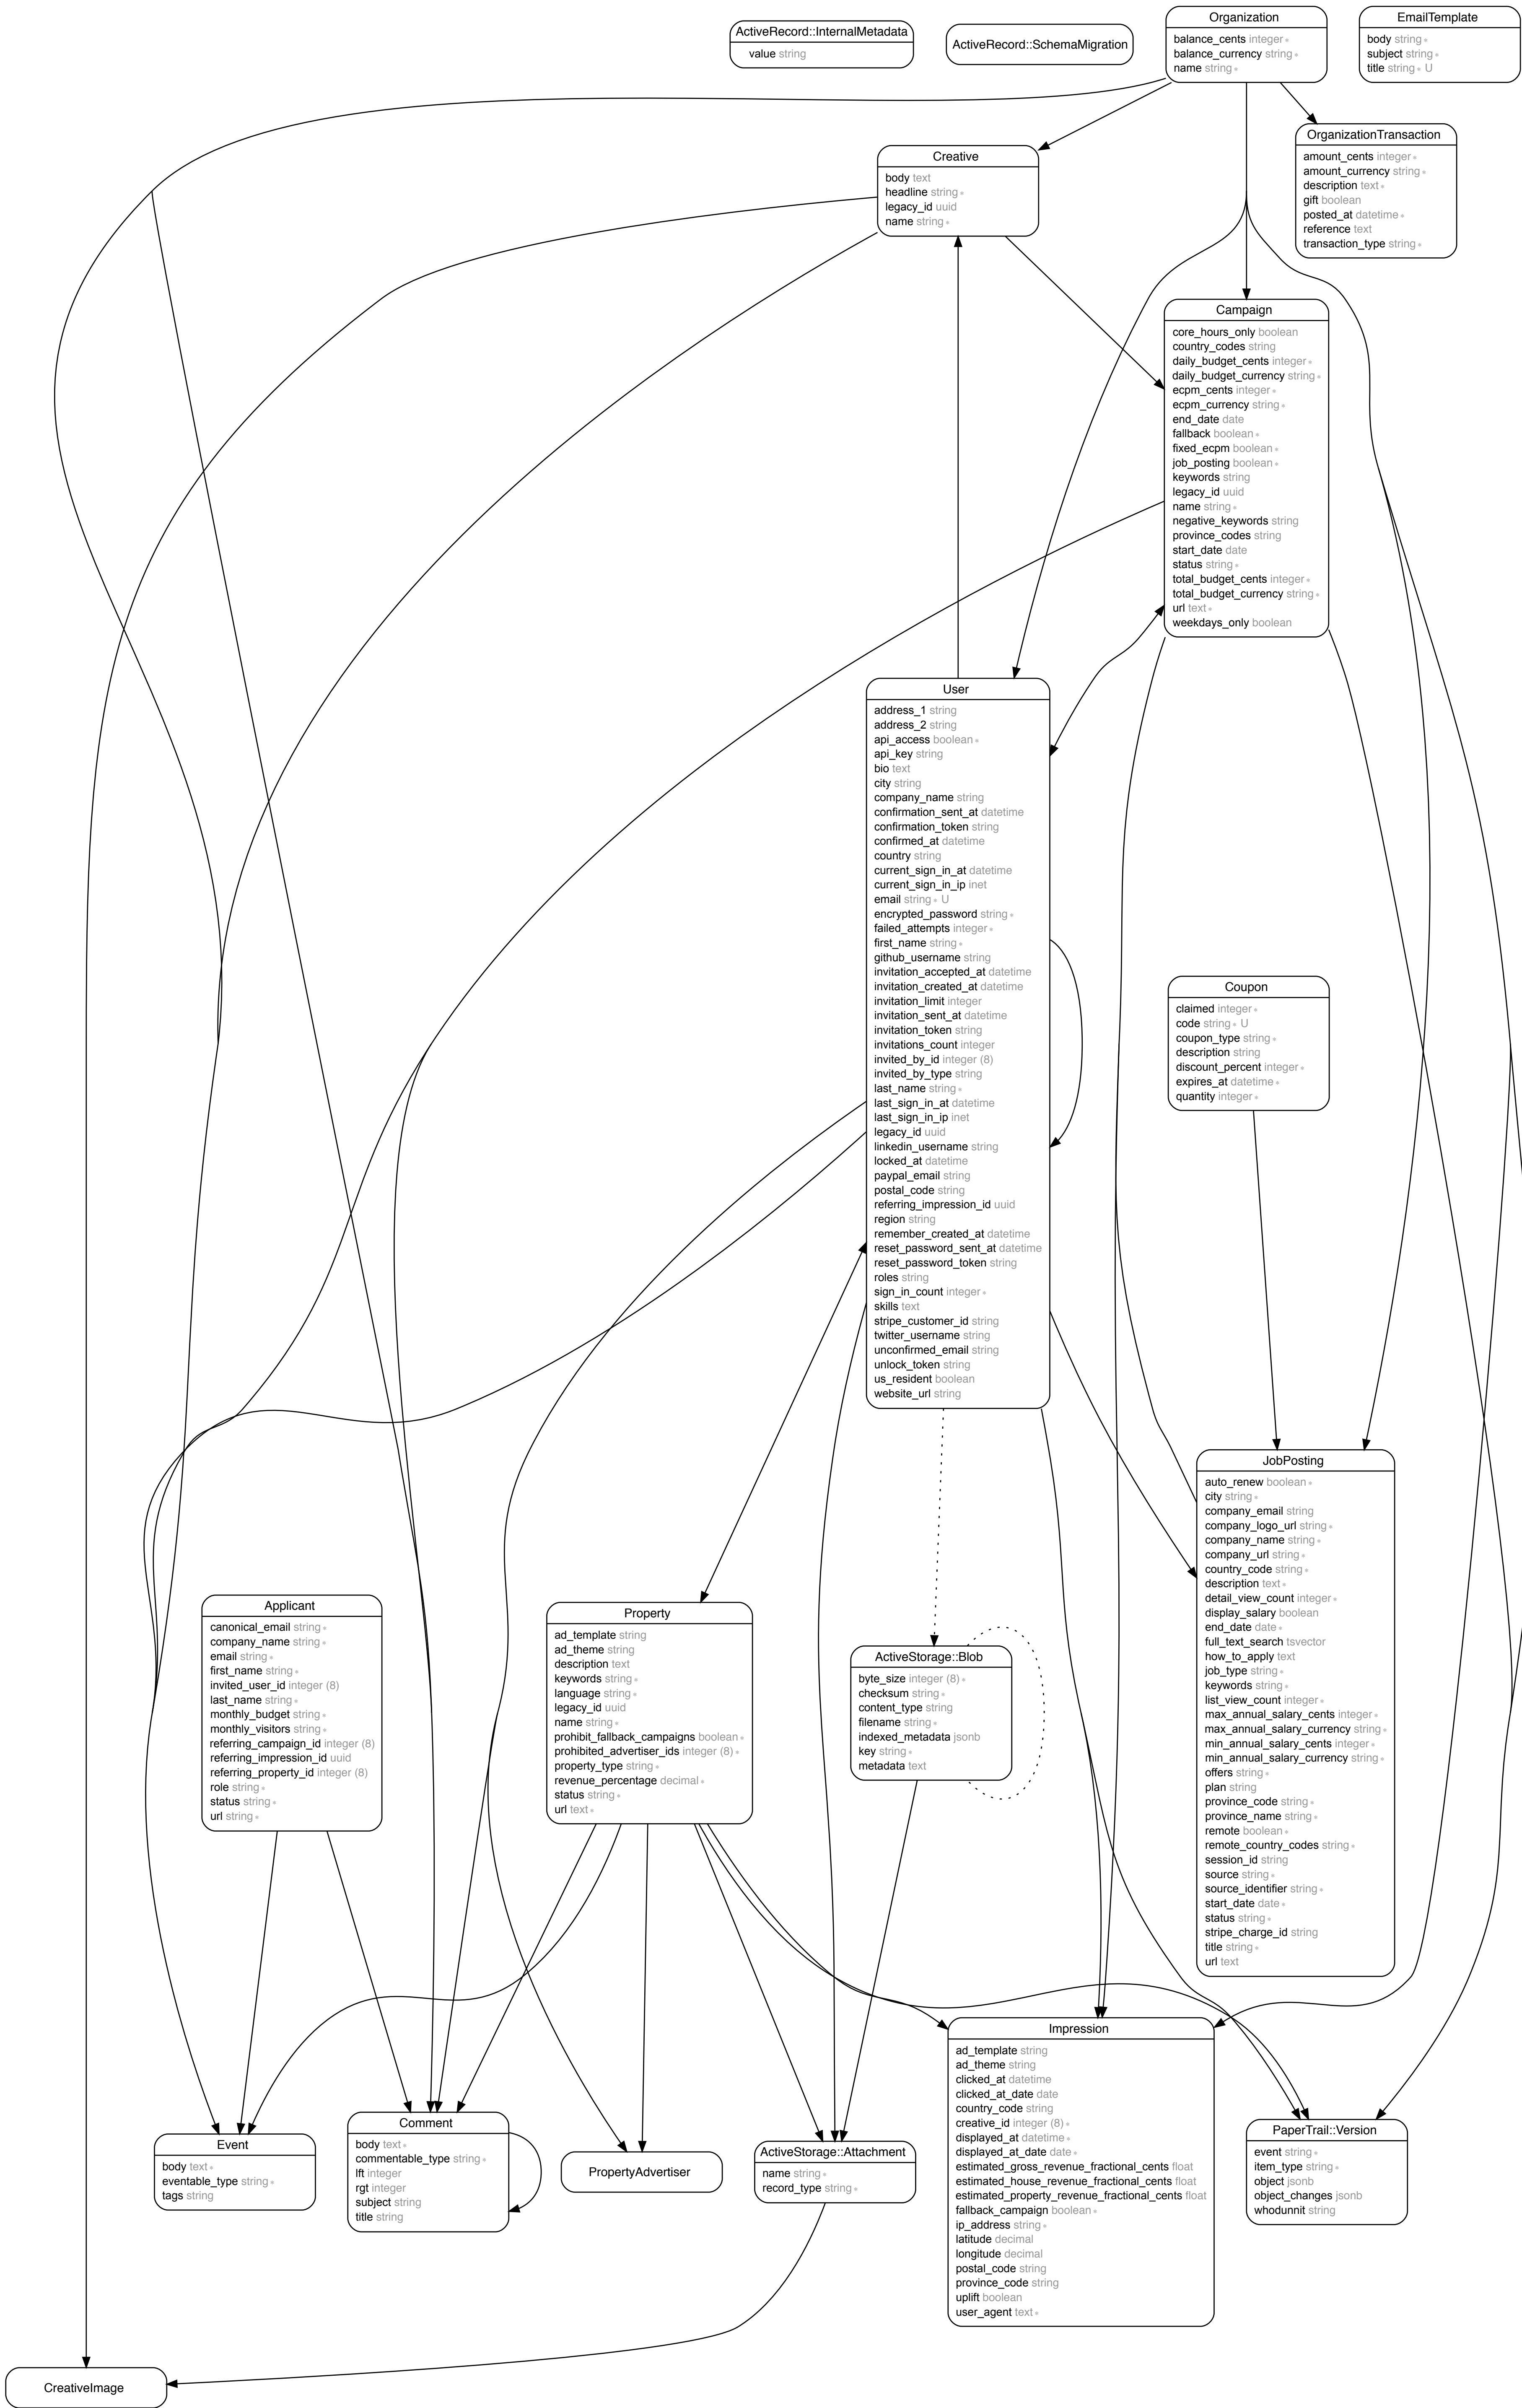 ActiveRecord::InternalMetadata
value string
ActiveRecord::SchemaMigration
Organization
balance_cents integer ∗
balance_currency string ∗
name string ∗
EmailTemplate
body string ∗
subject string ∗
title string ∗ U
OrganizationTransaction
amount_cents integer ∗
amount_currency string ∗
description text ∗
gift boolean
posted_at datetime ∗
reference text
transaction_type string ∗
Creative
body text
headline string ∗
legacy_id uuid
name string ∗
Campaign
core_hours_only boolean
country_codes string
daily_budget_cents integer ∗
daily_budget_currency string ∗
ecpm_cents integer ∗
ecpm_currency string ∗
end_date date
fallback boolean ∗
fixed_ecpm boolean ∗
job_posting boolean ∗
keywords string
legacy_id uuid
name string ∗
negative_keywords string
province_codes string
start_date date
status string ∗
total_budget_cents integer ∗
total_budget_currency string ∗
url text ∗
weekdays_only boolean
User
address_1 string
address_2 string
api_access boolean ∗
api_key string
bio text
city string
company_name string
confirmation_sent_at datetime
confirmation_token string
confirmed_at datetime
country string
current_sign_in_at datetime
current_sign_in_ip inet
email string ∗ U
encrypted_password string ∗
failed_attempts integer ∗
first_name string ∗
github_username string
invitation_accepted_at datetime
invitation_created_at datetime
invitation_limit integer
invitation_sent_at datetime
invitation_token string
invitations_count integer
invited_by_id integer (8)
invited_by_type string
last_name string ∗
last_sign_in_at datetime
last_sign_in_ip inet
legacy_id uuid
linkedin_username string
locked_at datetime
paypal_email string
postal_code string
referring_impression_id uuid
region string
remember_created_at datetime
reset_password_sent_at datetime
reset_password_token string
roles string
sign_in_count integer ∗
skills text
stripe_customer_id string
twitter_username string
unconfirmed_email string
unlock_token string
us_resident boolean
website_url string
Coupon
claimed integer ∗
code string ∗ U
coupon_type string ∗
description string
discount_percent integer ∗
expires_at datetime ∗
quantity integer ∗
JobPosting
auto_renew boolean ∗
city string ∗
company_email string
company_logo_url string ∗
company_name string ∗
company_url string ∗
country_code string ∗
description text ∗
detail_view_count integer ∗
display_salary boolean
end_date date ∗
full_text_search tsvector
how_to_apply text
job_type string ∗
keywords string ∗
list_view_count integer ∗
max_annual_salary_cents integer ∗
max_annual_salary_currency string ∗
min_annual_salary_cents integer ∗
min_annual_salary_currency string ∗
offers string ∗
plan string
province_code string ∗
province_name string ∗
remote boolean ∗
remote_country_codes string ∗
session_id string
source string ∗
source_identifier string ∗
start_date date ∗
status string ∗
stripe_charge_id string
title string ∗
url text
Applicant
canonical_email string ∗
company_name string ∗
email string ∗
first_name string ∗
invited_user_id integer (8)
last_name string ∗
monthly_budget string ∗
monthly_visitors string ∗
referring_campaign_id integer (8)
referring_impression_id uuid
referring_property_id integer (8)
role string ∗
status string ∗
url string ∗
Property
ad_template string
ad_theme string
description text
keywords string ∗
language string ∗
legacy_id uuid
name string ∗
prohibit_fallback_campaigns boolean ∗
prohibited_advertiser_ids integer (8) ∗
property_type string ∗
revenue_percentage decimal ∗
status string ∗
url text ∗
ActiveStorage::Blob
byte_size integer (8) ∗
checksum string ∗
content_type string
filename string ∗
indexed_metadata jsonb
key string ∗
metadata text
Impression
ad_template string
ad_theme string
clicked_at datetime
clicked_at_date date
country_code string
creative_id integer (8) ∗
displayed_at datetime ∗
displayed_at_date date ∗
estimated_gross_revenue_fractional_cents float
estimated_house_revenue_fractional_cents float
estimated_property_revenue_fractional_cents float
fallback_campaign boolean ∗
ip_address string ∗
latitude decimal
longitude decimal
postal_code string
province_code string
uplift boolean
user_agent text ∗
Event
body text ∗
eventable_type string ∗
tags string
Comment
body text ∗
commentable_type string ∗
lft integer
rgt integer
subject string
title string
PropertyAdvertiser
ActiveStorage::Attachment
name string ∗
record_type string ∗
PaperTrail::Version
event string ∗
item_type string ∗
object jsonb
object_changes jsonb
whodunnit string
CreativeImage